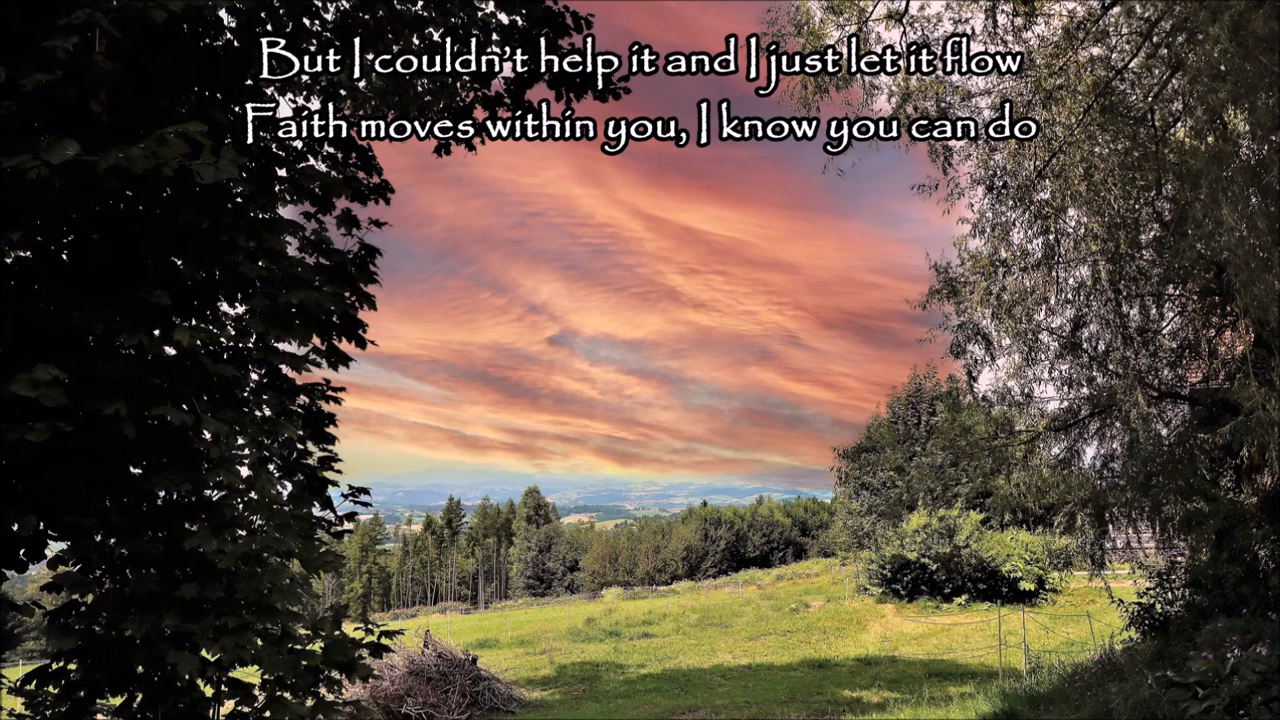 But I couldn't help it and I just let it flow
Faith moves within you, I know you can do